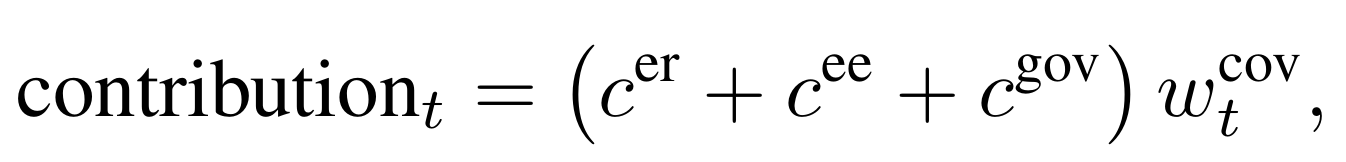 contribution_t = (c^er + c^ee + c^gov) w_t^cov,